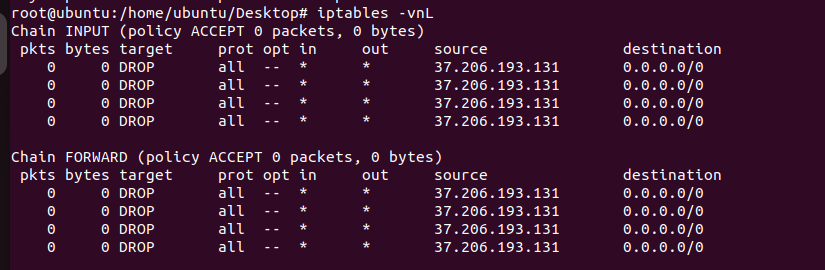 root@ubuntu:/home/ubuntu/Desktop# iptables -vnL
Chain INPUT (policy ACCEPT 0 packets, 0 bytes)
 pkts bytes target     prot opt in     out     source               destination
    0     0 DROP       all  --  *      *       37.206.193.131       0.0.0.0/0
    0     0 DROP       all  --  *      *       37.206.193.131       0.0.0.0/0
    0     0 DROP       all  --  *      *       37.206.193.131       0.0.0.0/0
    0     0 DROP       all  --  *      *       37.206.193.131       0.0.0.0/0

Chain FORWARD (policy ACCEPT 0 packets, 0 bytes)
 pkts bytes target     prot opt in     out     source               destination
    0     0 DROP       all  --  *      *       37.206.193.131       0.0.0.0/0
    0     0 DROP       all  --  *      *       37.206.193.131       0.0.0.0/0
    0     0 DROP       all  --  *      *       37.206.193.131       0.0.0.0/0
    0     0 DROP       all  --  *      *       37.206.193.131       0.0.0.0/0